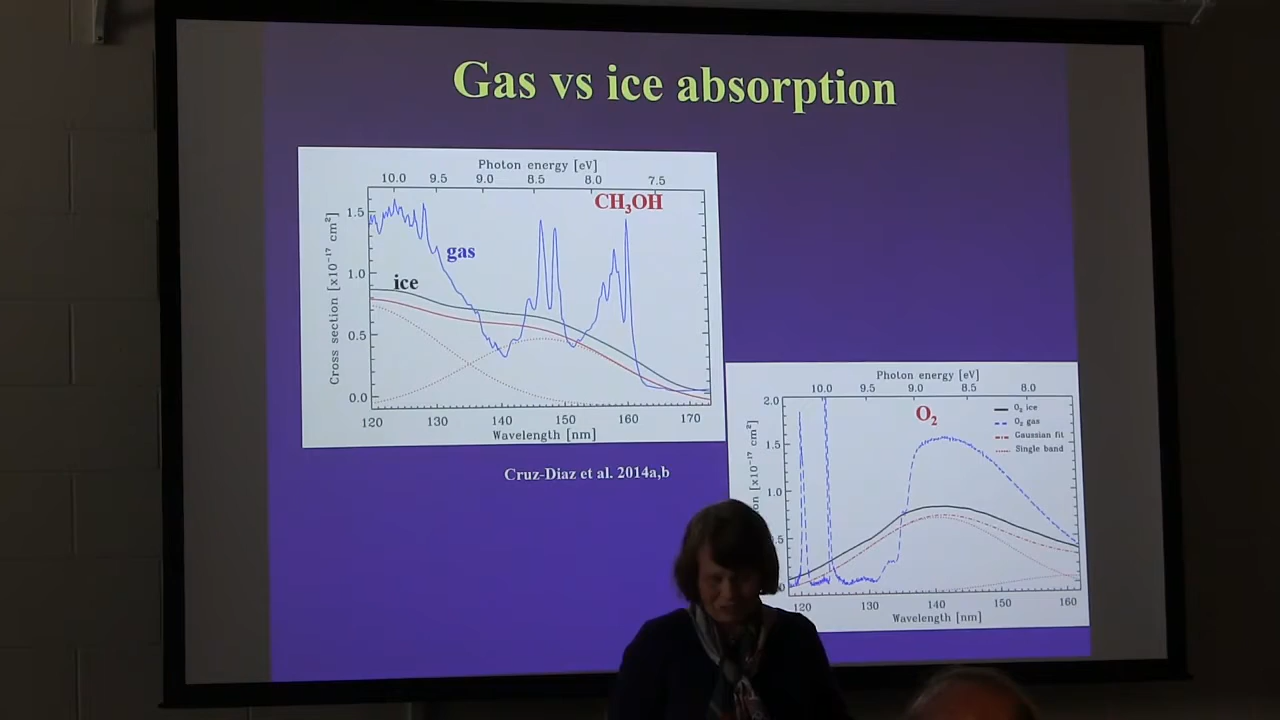 Gas vs ice absorption
Photon energy [eV]
10.0 9.5 9.0 8.5 8.0 7.5
CH₃OH
gas
ice
Cross section [x10⁻¹⁷ cm²]
1.5
1.0
0.5
0.0
120 130 140 150 160 170
Wavelength [nm]
Cruz-Diaz et al. 2014a,b
Photon energy [eV]
10.0 9.5 9.0 8.5 8.0
O₂
O₂ ice
O₂ gas
Gaussian fit
Single band
[x10⁻¹⁷ cm²]
2.0
1.5
1.0
120 130 140 150 160
Wavelength [nm]